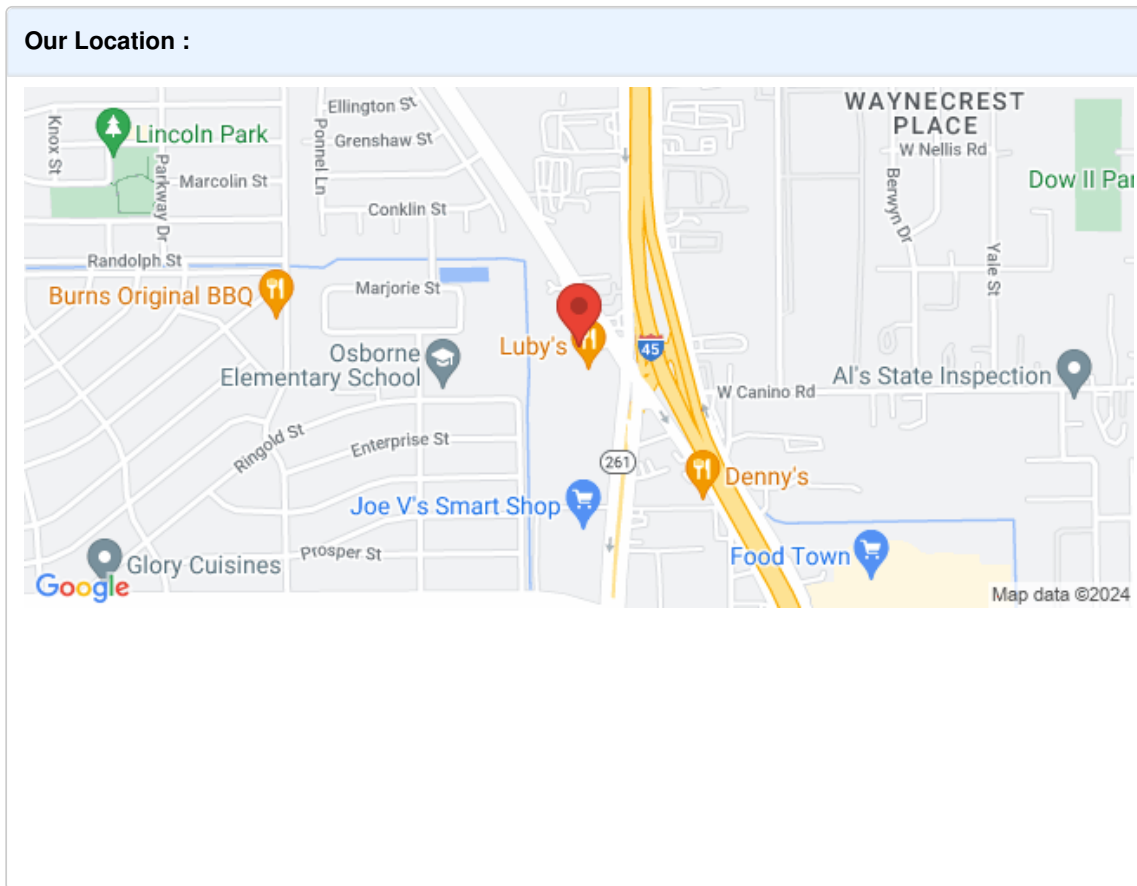 Our Location :
Ellington St
WAYNECREST
PLACE
Knox St
Lincoln Park
Ponnel Ln
Grenshaw St
W Nellis Rd
Parkway Dr
Marcolin St
Berwyn Dr
Dow II Par
Conklin St
Randolph St
Yale St
Burns Original BBQ
Marjorie St
Luby's
45
Osborne
Elementary School
Al's State Inspection
W Canino Rd
Ringold St
Enterprise St
261
Denny's
Joe V's Smart Shop
Prosper St
Food Town
Glory Cuisines
Google
Map data ©2024